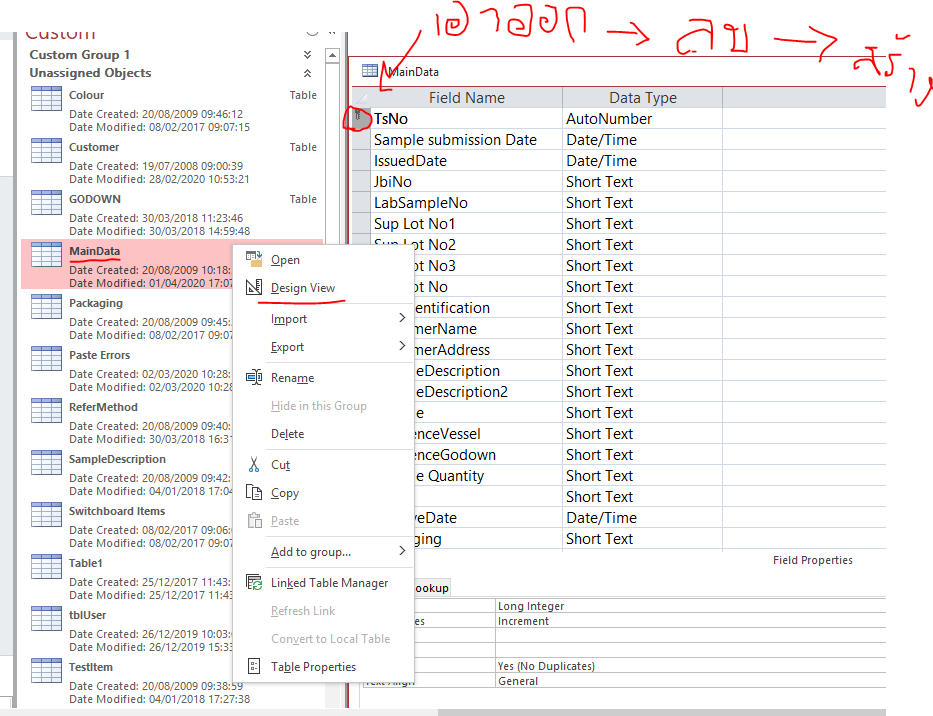 เอาออก → ลบ → สร้าง
Custom
Custom Group 1
Unassigned Objects
Colour Table
Date Created: 20/08/2009 09:46:12
Date Modified: 08/02/2017 09:07:15
Customer Table
Date Created: 19/07/2008 09:00:39
Date Modified: 28/02/2020 10:53:21
GODOWN Table
Date Created: 30/03/2018 11:23:46
Date Modified: 30/03/2018 14:59:48
MainData
Date Created: 20/08/2009 10:18:
Date Modified: 01/04/2020 17:07
Packaging
Date Created: 20/08/2009 09:45:
Date Modified: 08/02/2017 09:07
Paste Errors
Date Created: 02/03/2020 10:28:
Date Modified: 02/03/2020 10:28
ReferMethod
Date Created: 20/08/2009 09:40:
Date Modified: 30/03/2018 16:31
SampleDescription
Date Created: 20/08/2009 09:42:
Date Modified: 04/01/2018 17:04
Switchboard Items
Date Created: 08/02/2017 09:06:
Date Modified: 08/02/2017 09:07
Table1
Date Created: 25/12/2017 11:43:
Date Modified: 25/12/2017 11:43
tblUser
Date Created: 26/12/2019 10:03:
Date Modified: 26/12/2019 15:33
TestItem
Date Created: 20/08/2009 09:38:59
Date Modified: 04/01/2018 17:27:38
Open
Design View
Import
Export
Rename
Hide in this Group
Delete
Cut
Copy
Paste
Add to group...
Linked Table Manager
Refresh Link
Convert to Local Table
Table Properties
MainData
Field Name Data Type
TsNo AutoNumber
Sample submission Date Date/Time
IssuedDate Date/Time
JbiNo Short Text
LabSampleNo Short Text
Sup Lot No1 Short Text
Sup Lot No2 Short Text
ot No3 Short Text
ot No Short Text
entification Short Text
merName Short Text
merAddress Short Text
eDescription Short Text
eDescription2 Short Text
e Short Text
enceVessel Short Text
enceGodown Short Text
e Quantity Short Text
Short Text
veDate Date/Time
ging Short Text
Field Properties
ookup
Long Integer
es Increment
Yes (No Duplicates)
Text Align General